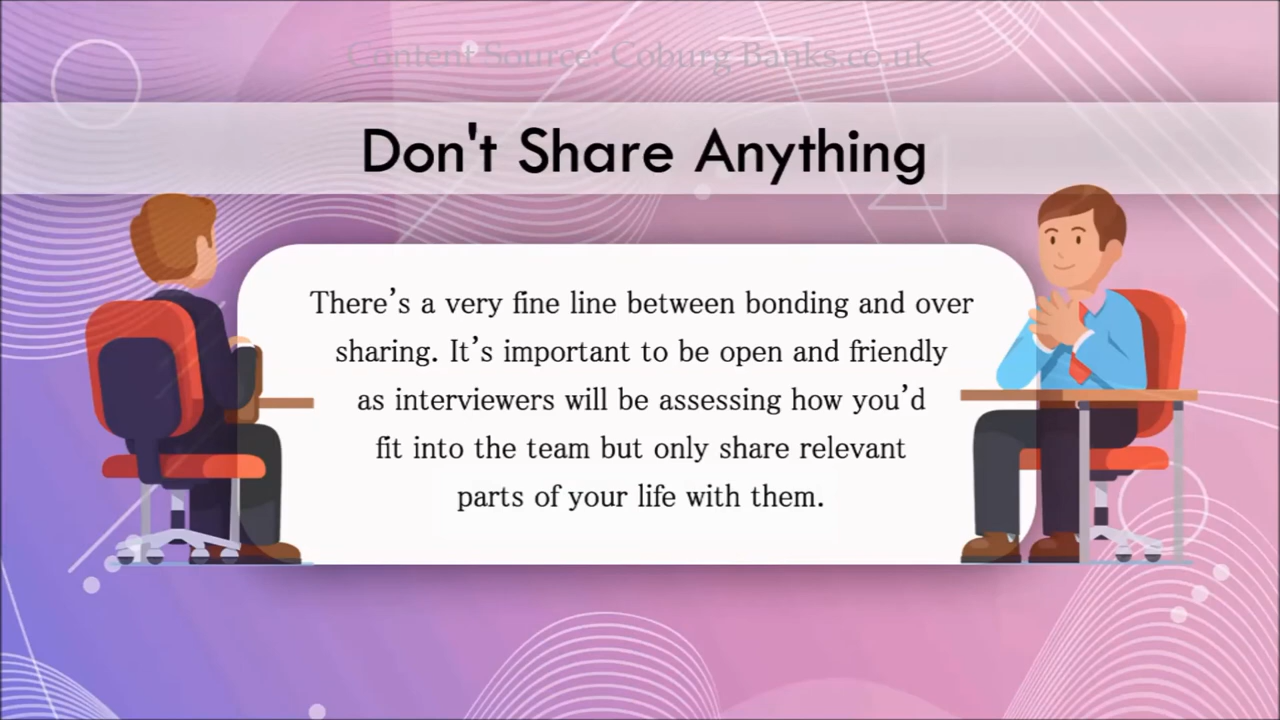 Content Source: Coburg Banks.co.uk
Don't Share Anything
There’s a very fine line between bonding and over
sharing. It’s important to be open and friendly
as interviewers will be assessing how you’d
fit into the team but only share relevant
parts of your life with them.